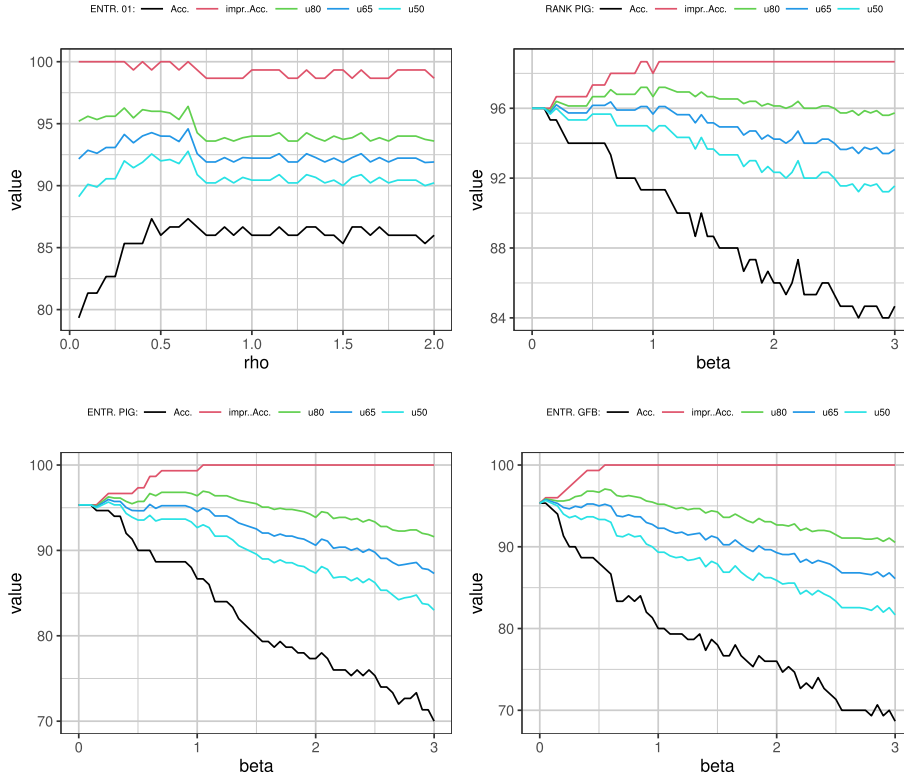 ENTR. 01: Acc. impr..Acc. u80 u65 u50
100
95
90
85
80
value
0.0 0.5 1.0 1.5 2.0
rho
RANK PIG: Acc. impr..Acc. u80 u65 u50
96
92
88
84
value
0 1 2 3
beta
ENTR. PIG: Acc. impr..Acc. u80 u65 u50
100
90
80
70
value
0 1 2 3
beta
ENTR. GFB: Acc. impr..Acc. u80 u65 u50
100
90
80
70
value
0 1 2 3
beta